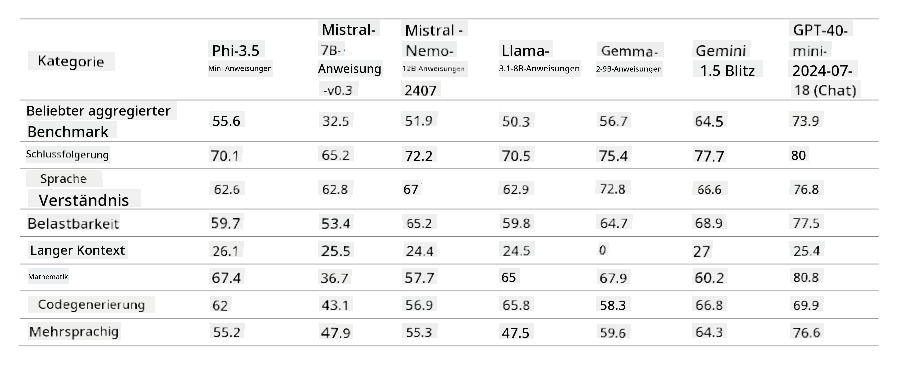 Kategorie Phi-3.5 Mini-Anweisungen Mistral-7B-Anweisung-v0.3 Mistral-Nemo-12B-Anweisungen 2407 Llama-3.1-8B-Anweisungen Gemma-2-9B-Anweisungen Gemini 1.5 Blitz GPT-40-mini-2024-07-18 (Chat)
Beliebter aggregierter Benchmark 55.6 32.5 51.9 50.3 56.7 64.5 73.9
Schlussfolgerung 70.1 65.2 72.2 70.5 75.4 77.7 80
Sprache Verständnis 62.6 62.8 67 62.9 72.8 66.6 76.8
Belastbarkeit 59.7 53.4 65.2 59.8 64.7 68.9 77.5
Langer Kontext 26.1 25.5 24.4 24.5 0 27 25.4
Mathematik 67.4 36.7 57.7 65 67.9 60.2 80.8
Codegenerierung 62 43.1 56.9 65.8 58.3 66.8 69.9
Mehrsprachig 55.2 47.9 55.3 47.5 59.6 64.3 76.6